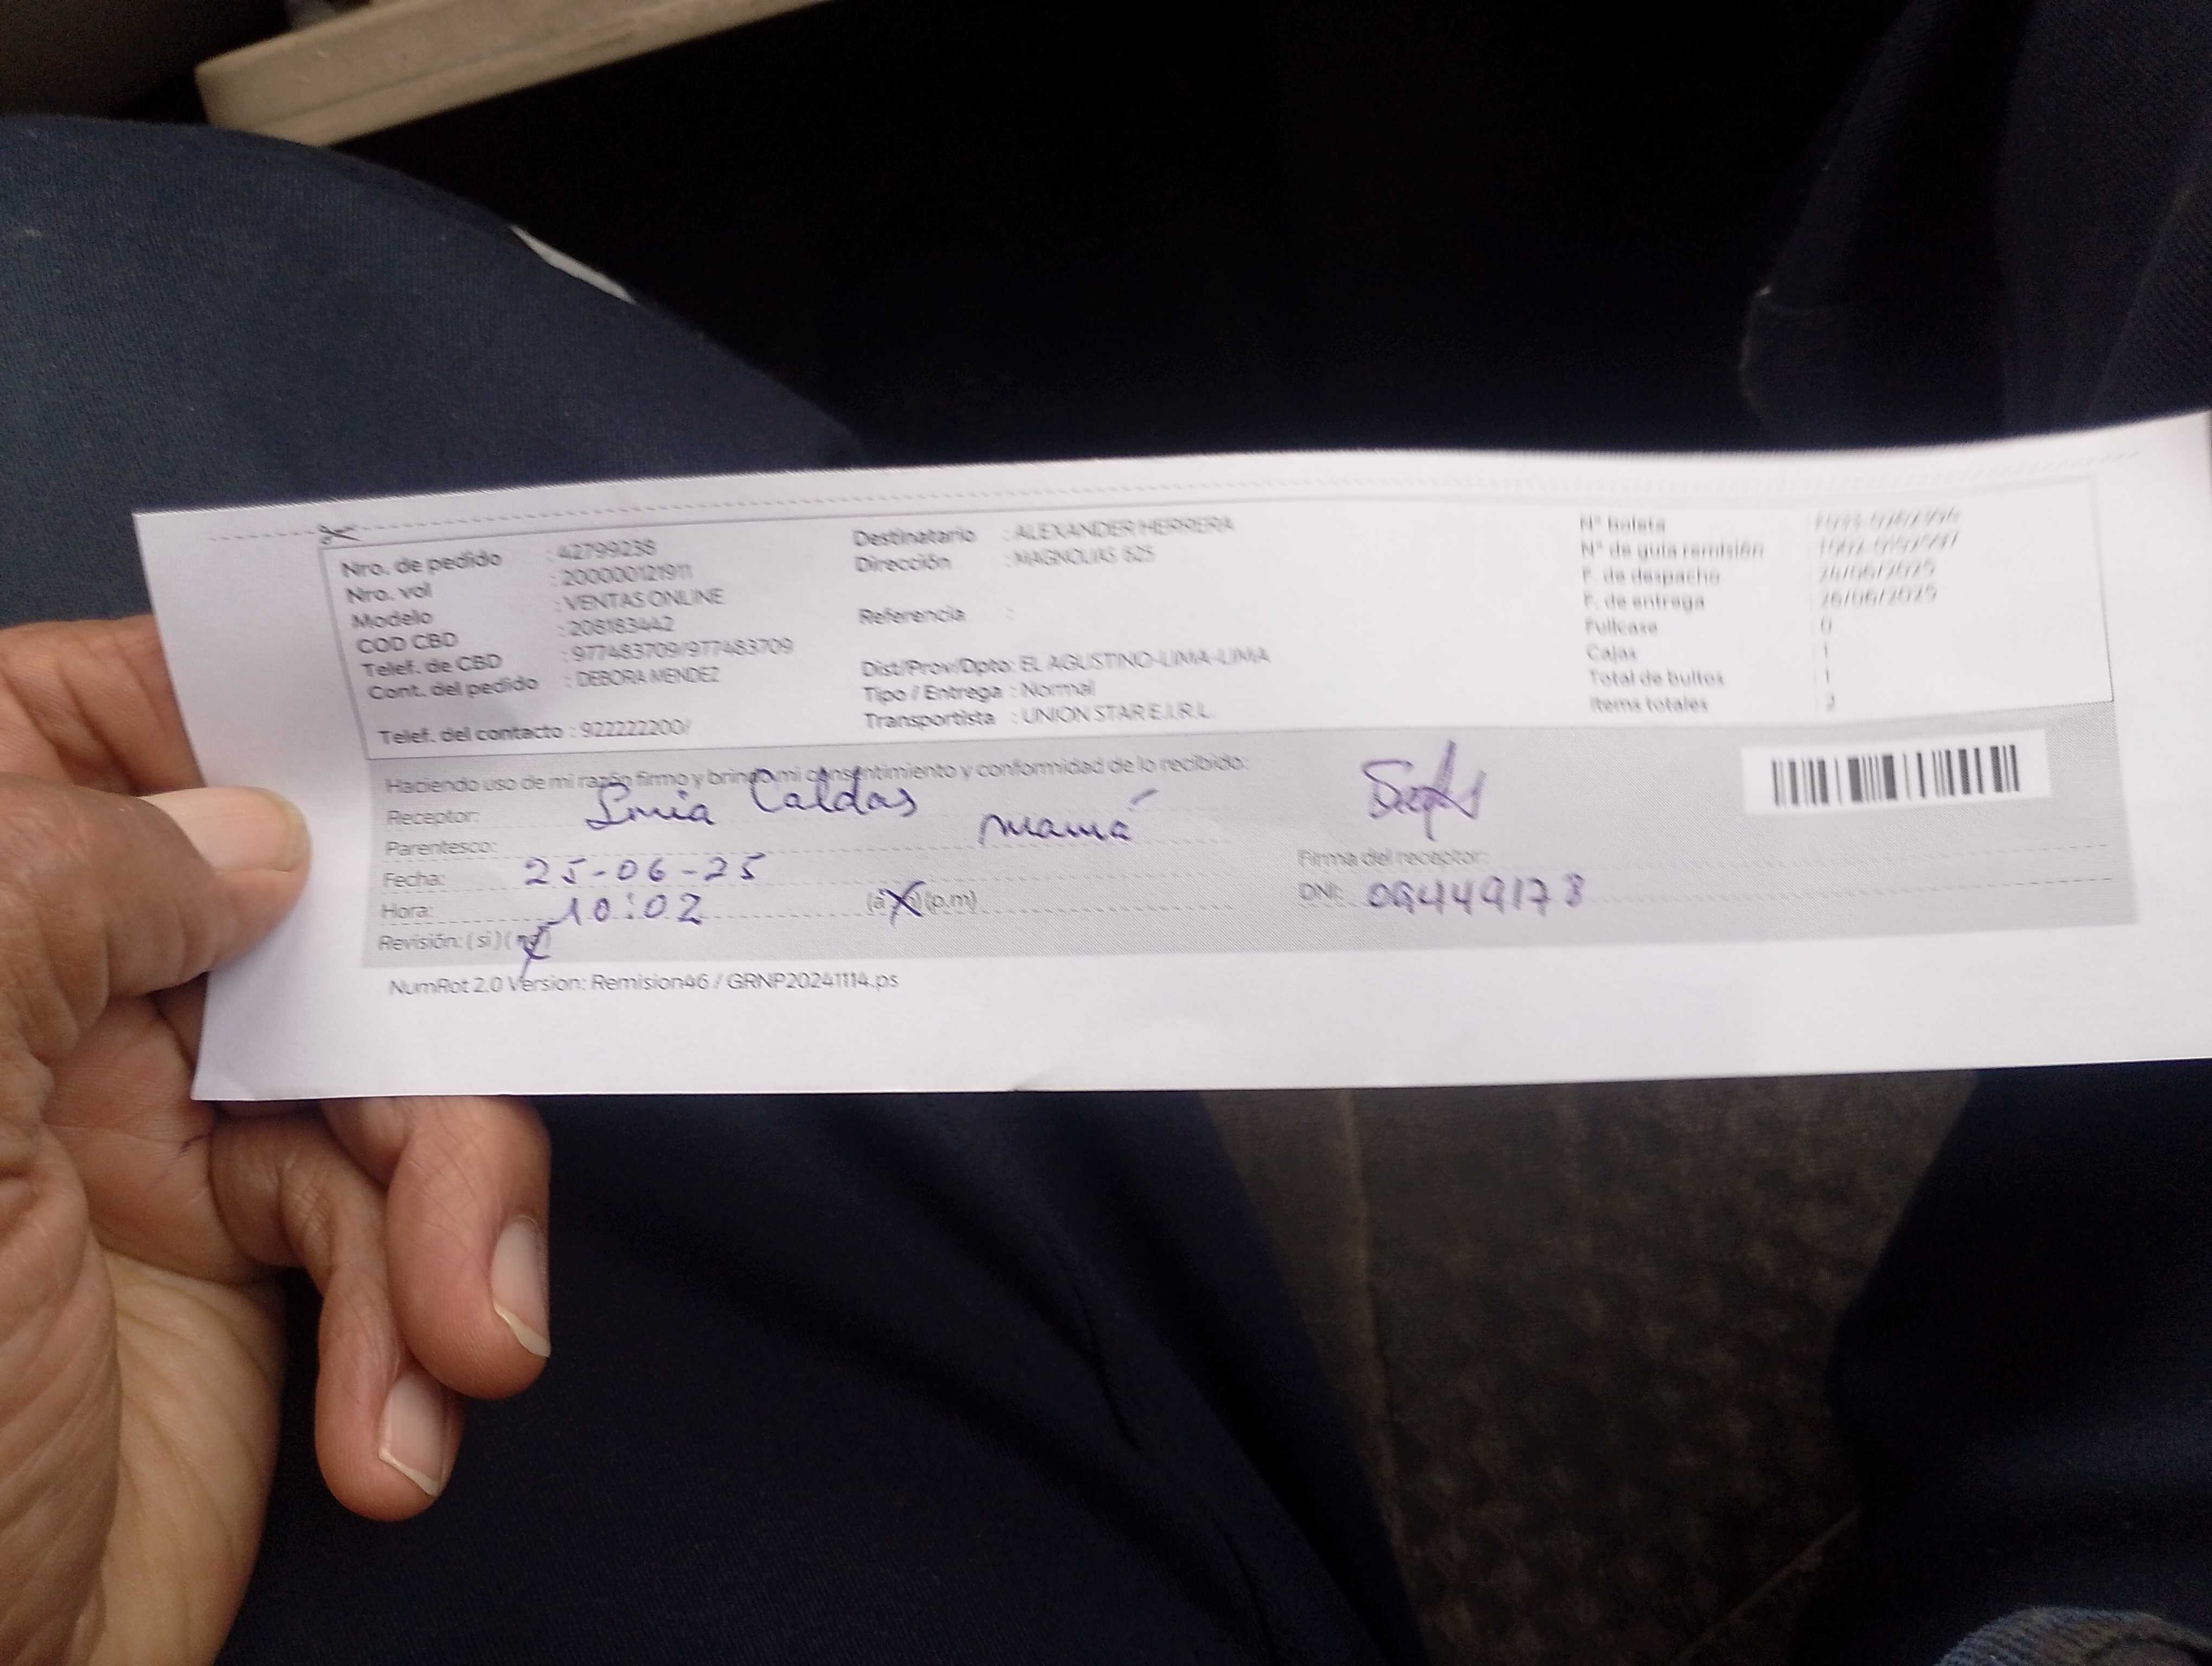 Nro. de pedido : 42799238
Nro. vol : 200000121911
Modelo : VENTAS ONLINE
COD CBD : 208183442
Telef. de CBD : 977483709/977483709
Cont. del pedido : DEBORA MENDEZ
Telef. del contacto : 922222200/
Destinatario : ALEXANDER HERRERA
Dirección : MAGNOLIAS 625
Referencia :
Dist/Prov/Dpto: EL AGUSTINO-LIMA-LIMA
Tipo / Entrega : Normal
Transportista : UNION STAR E.I.R.L.
N° boleta
N° de guía remisión
F. de despacho
F. de entrega : 26/06/2025
Fullcase : 0
Cajas : 1
Total de bultos : 1
Items totales : 2
Haciendo uso de mi razón firmo y brindo mi consentimiento y conformidad de lo recibido:
Receptor: Caldas
Parentesco: mamá
Fecha: 25-06-25
Hora: 10:02 (p.m)
Revisión: (si) (no)
Firma del receptor:
DNI: 09449178
NumRot 2.0 Version: Remision46 / GRNP20241114.ps